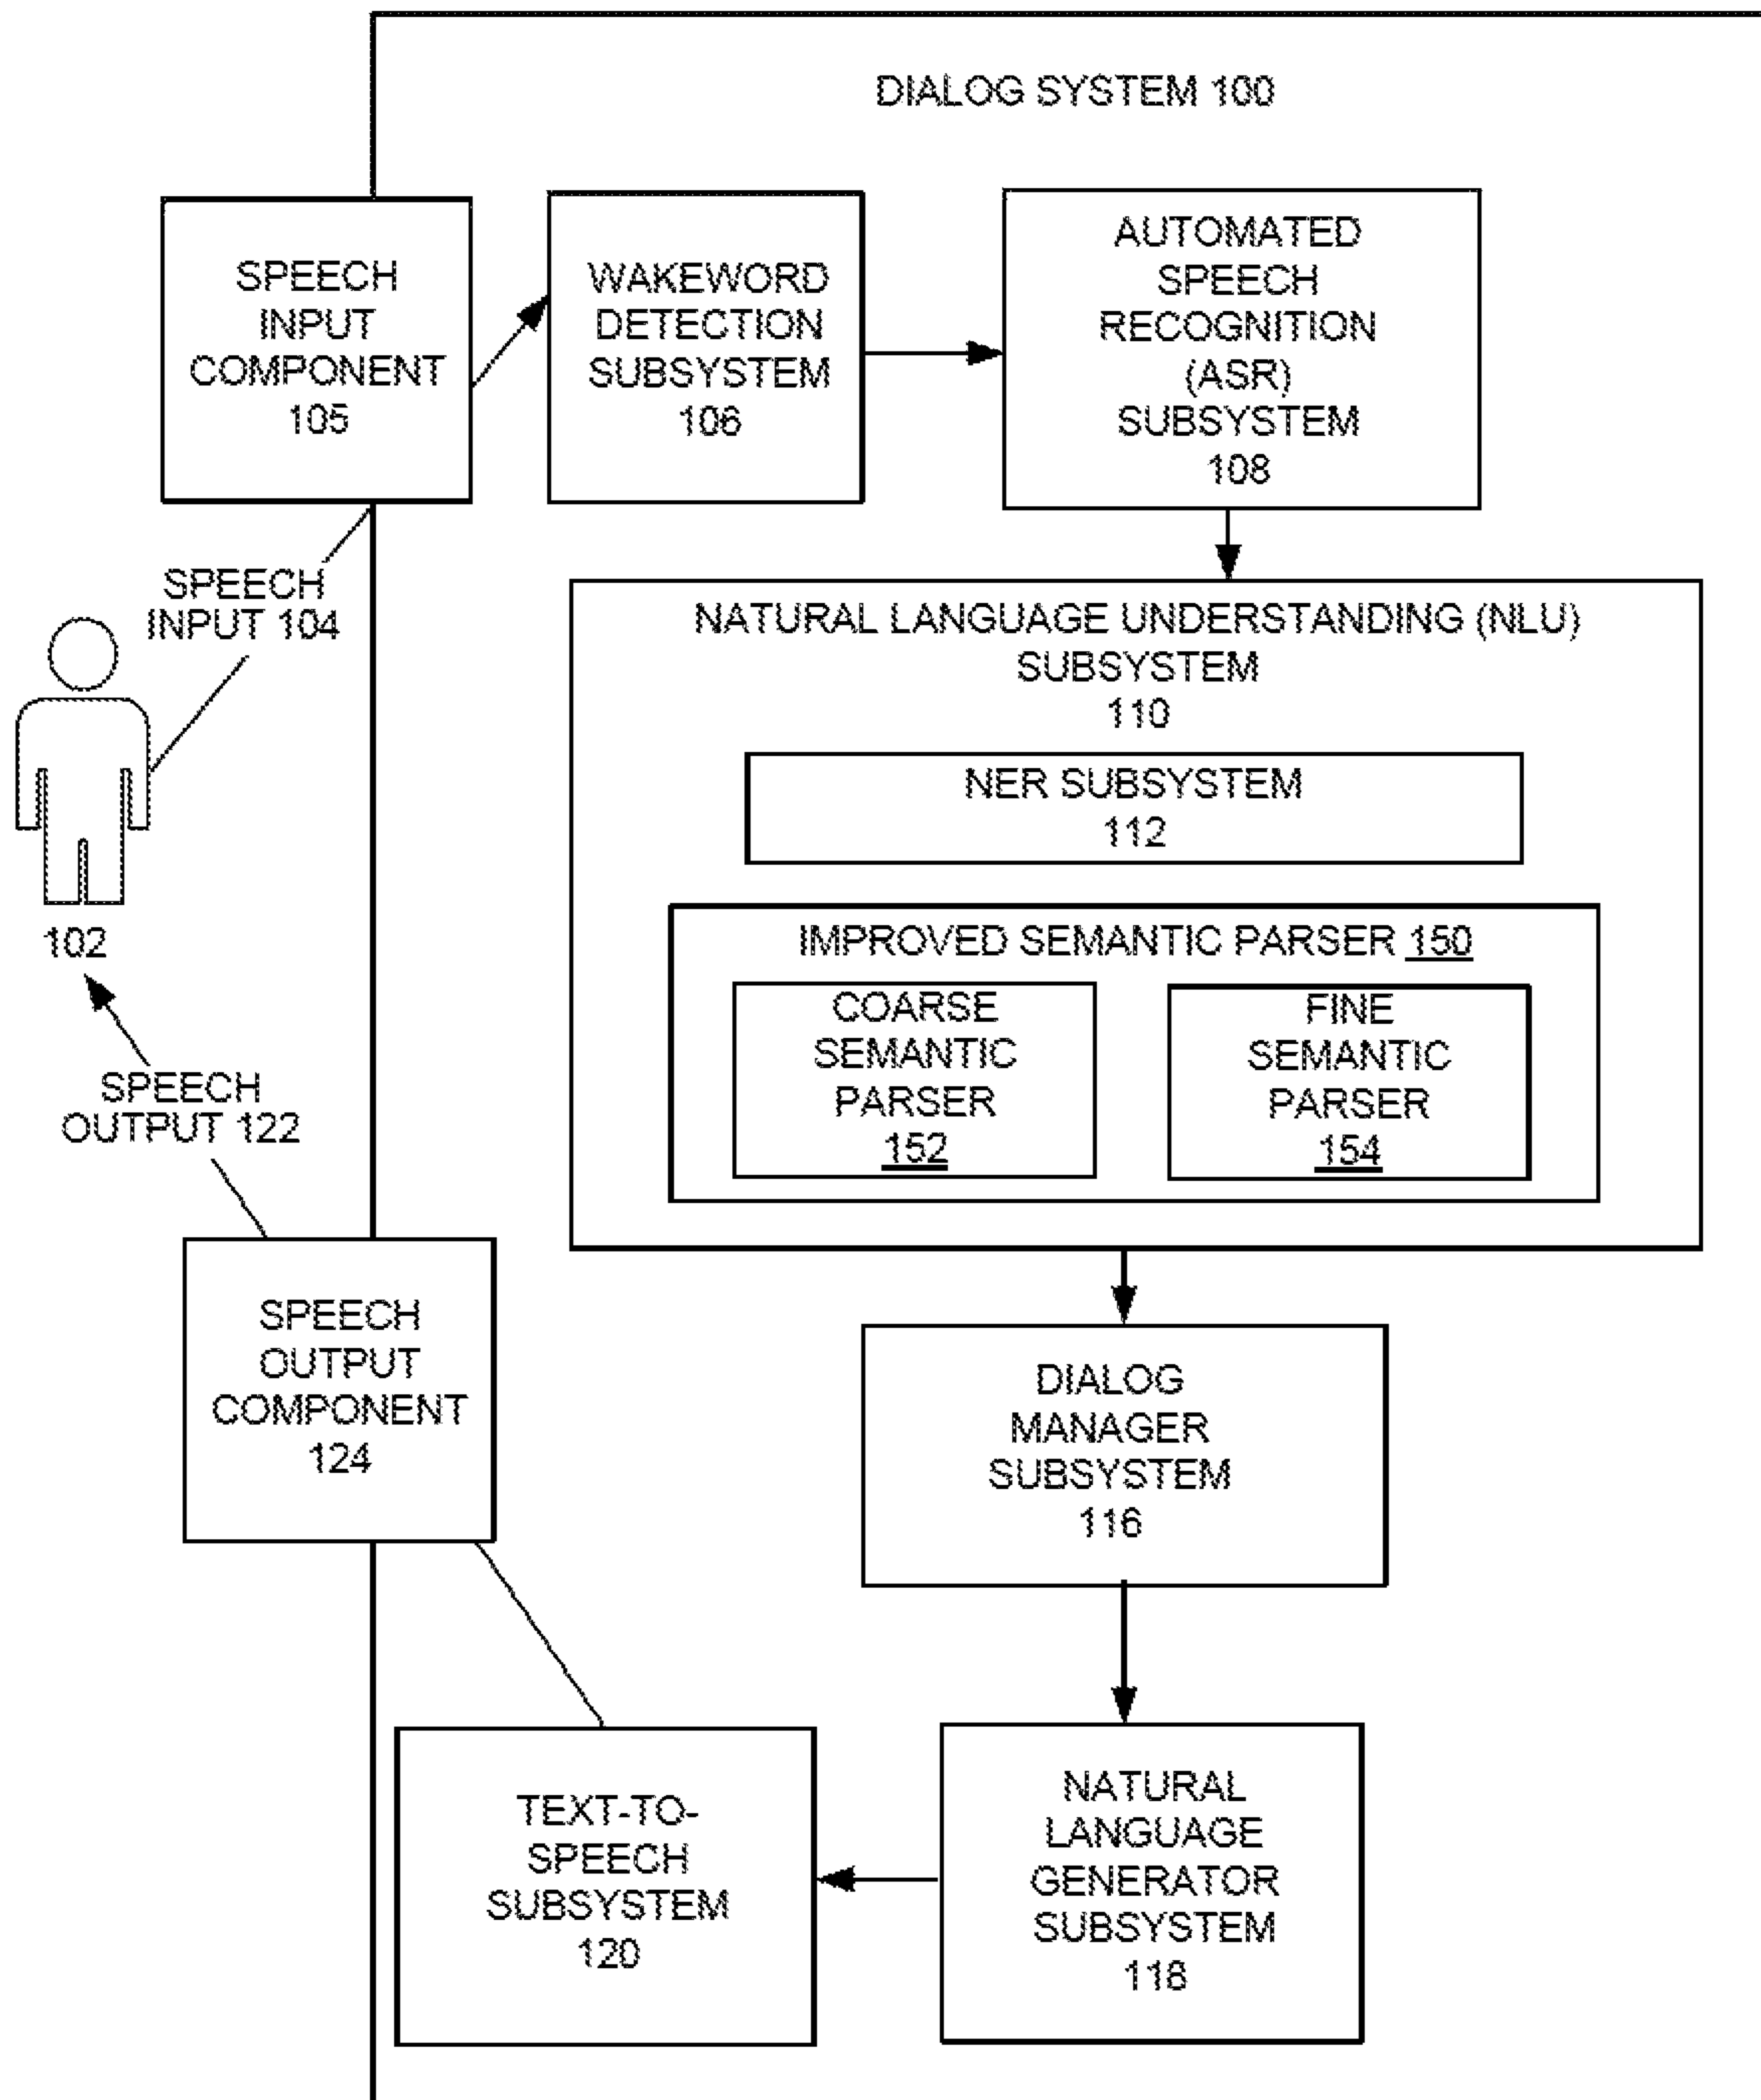 DIALOG SYSTEM 100
SPEECH
INPUT
COMPONENT
105
WAKEWORD
DETECTION
SUBSYSTEM
106
AUTOMATED
SPEECH
RECOGNITION
(ASR)
SUBSYSTEM
108
SPEECH
INPUT 104
102
NATURAL LANGUAGE UNDERSTANDING (NLU)
SUBSYSTEM
110
NER SUBSYSTEM
112
IMPROVED SEMANTIC PARSER 150
COARSE
SEMANTIC
PARSER
152
FINE
SEMANTIC
PARSER
154
SPEECH
OUTPUT 122
SPEECH
OUTPUT
COMPONENT
124
DIALOG
MANAGER
SUBSYSTEM
116
TEXT-TO-
SPEECH
SUBSYSTEM
120
NATURAL
LANGUAGE
GENERATOR
SUBSYSTEM
118